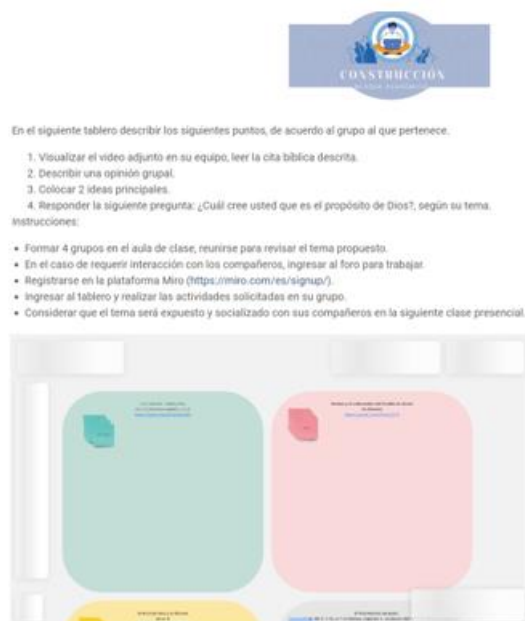 CONSTRUCCIÓN
En el siguiente tablero describir los siguientes puntos, de acuerdo al grupo al que pertenece.
1. Visualizar el video adjunto en su equipo, leer la cita bíblica descrita.
2. Describir una opinión grupal.
3. Colocar 2 ideas principales.
4. Responder la siguiente pregunta: ¿Cuál cree usted que es el propósito de Dios?, según su tema.
Instrucciones:
• Formar 4 grupos en el aula de clase, reunirse para revisar el tema propuesto.
• En el caso de requerir interacción con los compañeros, ingresar al foro para trabajar.
• Registrarse en la plataforma Miro (https://miro.com/es/signup/).
• Ingresar al tablero y realizar las actividades solicitadas en su grupo.
• Considerar que el tema será expuesto y socializado con sus compañeros en la siguiente clase presencial.